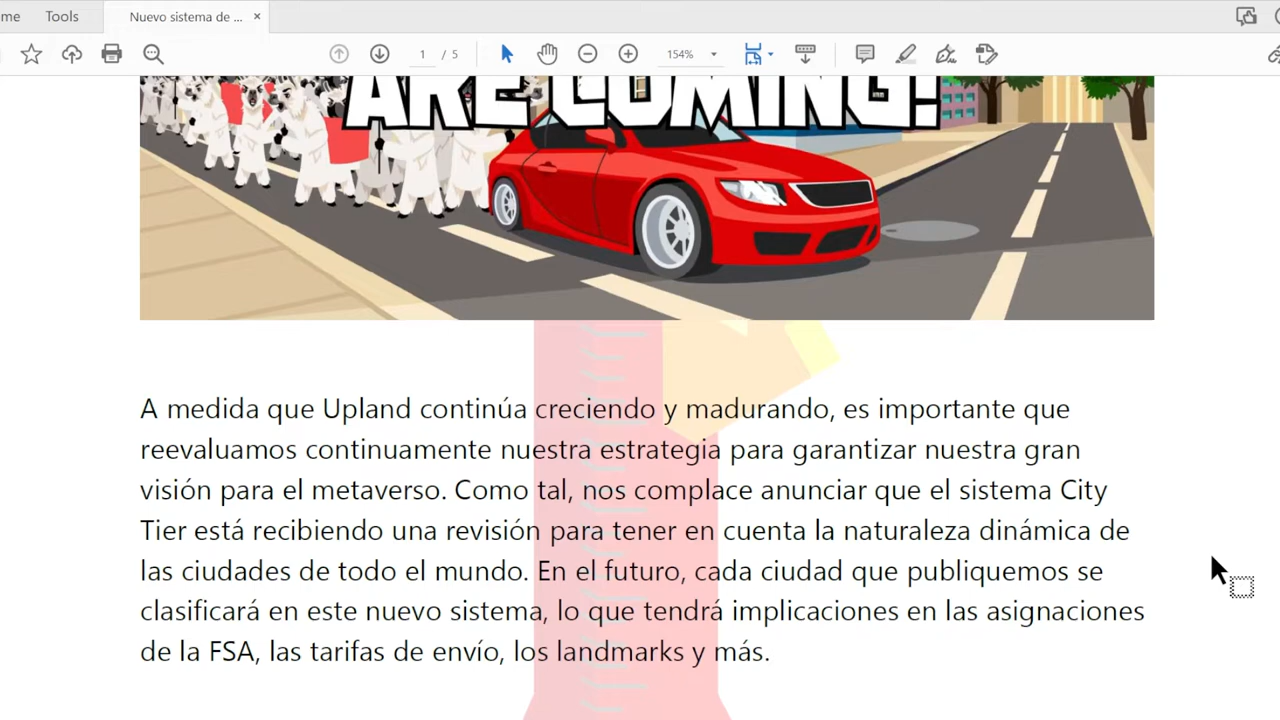 me
Tools
Nuevo sistema de ...
1 / 5
154%
ARE COMING!
A medida que Upland continúa creciendo y madurando, es importante que
reevaluamos continuamente nuestra estrategia para garantizar nuestra gran
visión para el metaverso. Como tal, nos complace anunciar que el sistema City
Tier está recibiendo una revisión para tener en cuenta la naturaleza dinámica de
las ciudades de todo el mundo. En el futuro, cada ciudad que publiquemos se
clasificará en este nuevo sistema, lo que tendrá implicaciones en las asignaciones
de la FSA, las tarifas de envío, los landmarks y más.